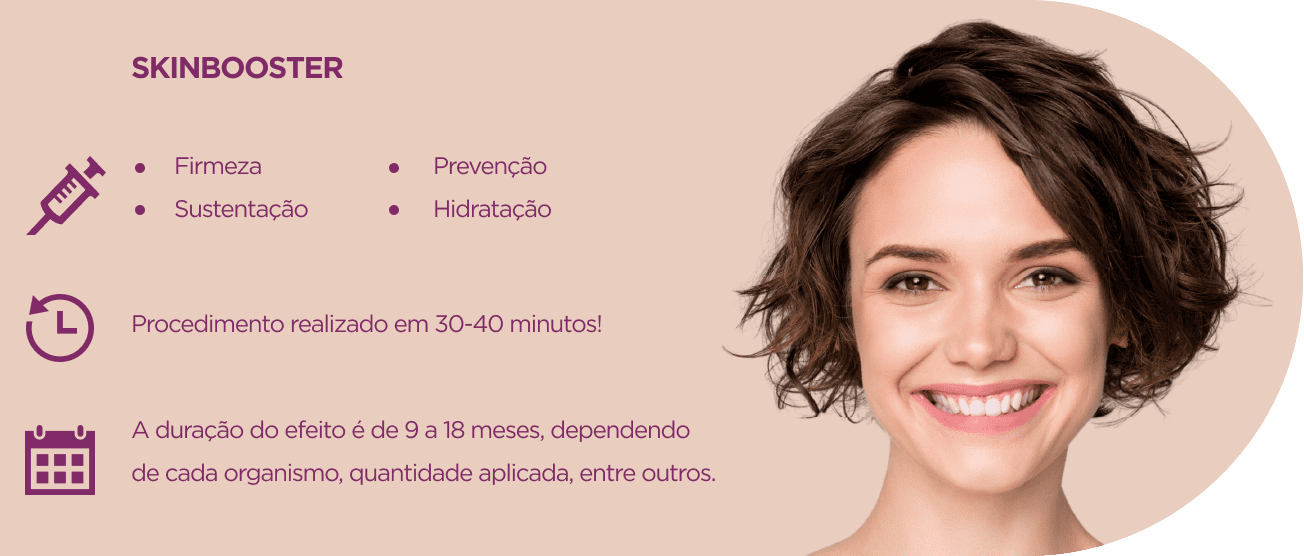 SKINBOOSTER
• Firmeza
• Sustentação
• Prevenção
• Hidratação
Procedimento realizado em 30-40 minutos!
A duração do efeito é de 9 a 18 meses, dependendo
de cada organismo, quantidade aplicada, entre outros.